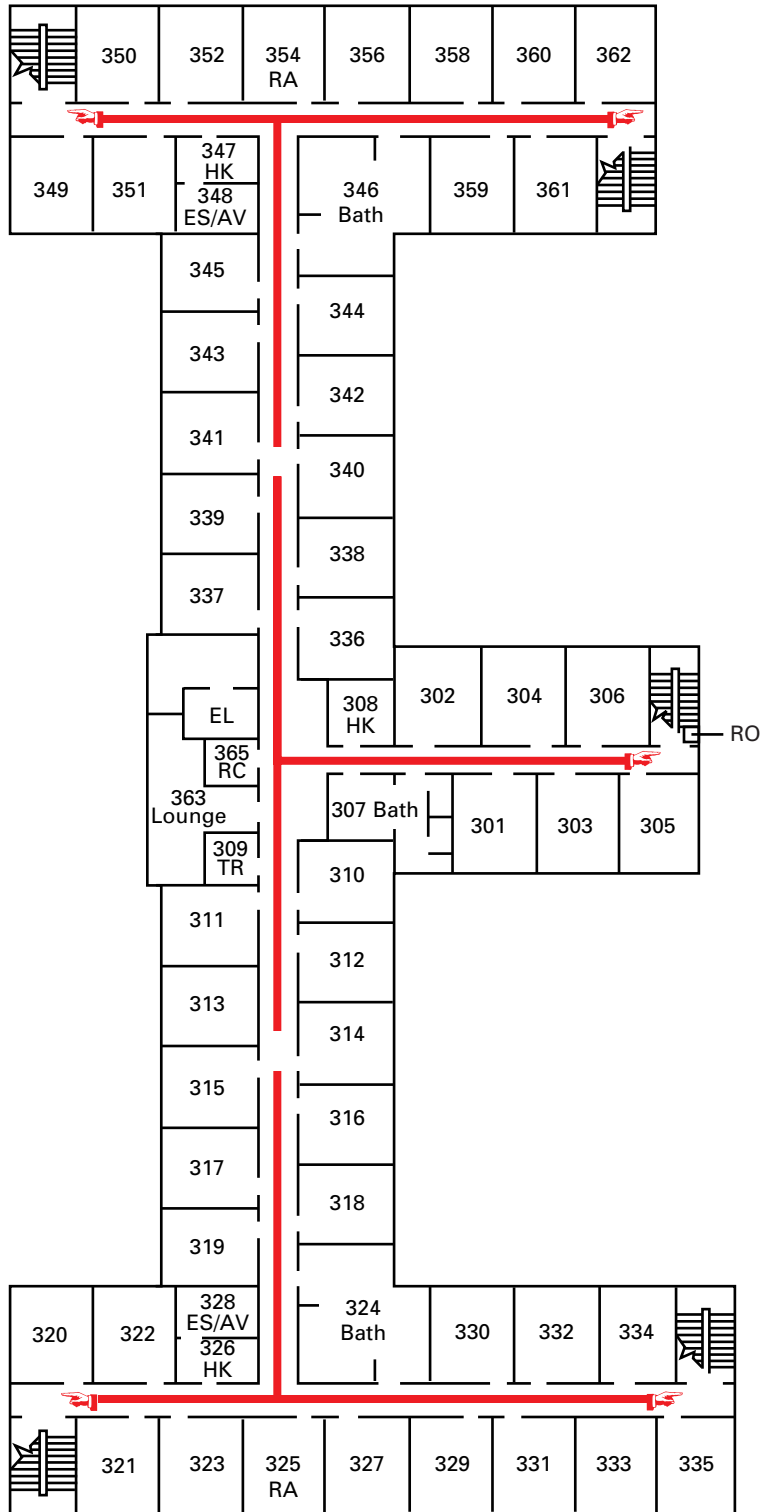 350 352 354 356 358 360 362
RA
347
HK
349 351 346 359 361
348
ES/AV Bath
345
344
343
342
341
340
339
338
337
336
302 304 306
308
HK
EL
RO
365
RC
363
Lounge
307 Bath
301 303 305
309
TR
310
311
312
313
314
315
316
317
318
319
328
ES/AV
324
Bath
320 322 330 332 334
326
HK
321 323 325 327 329 331 333 335
RA